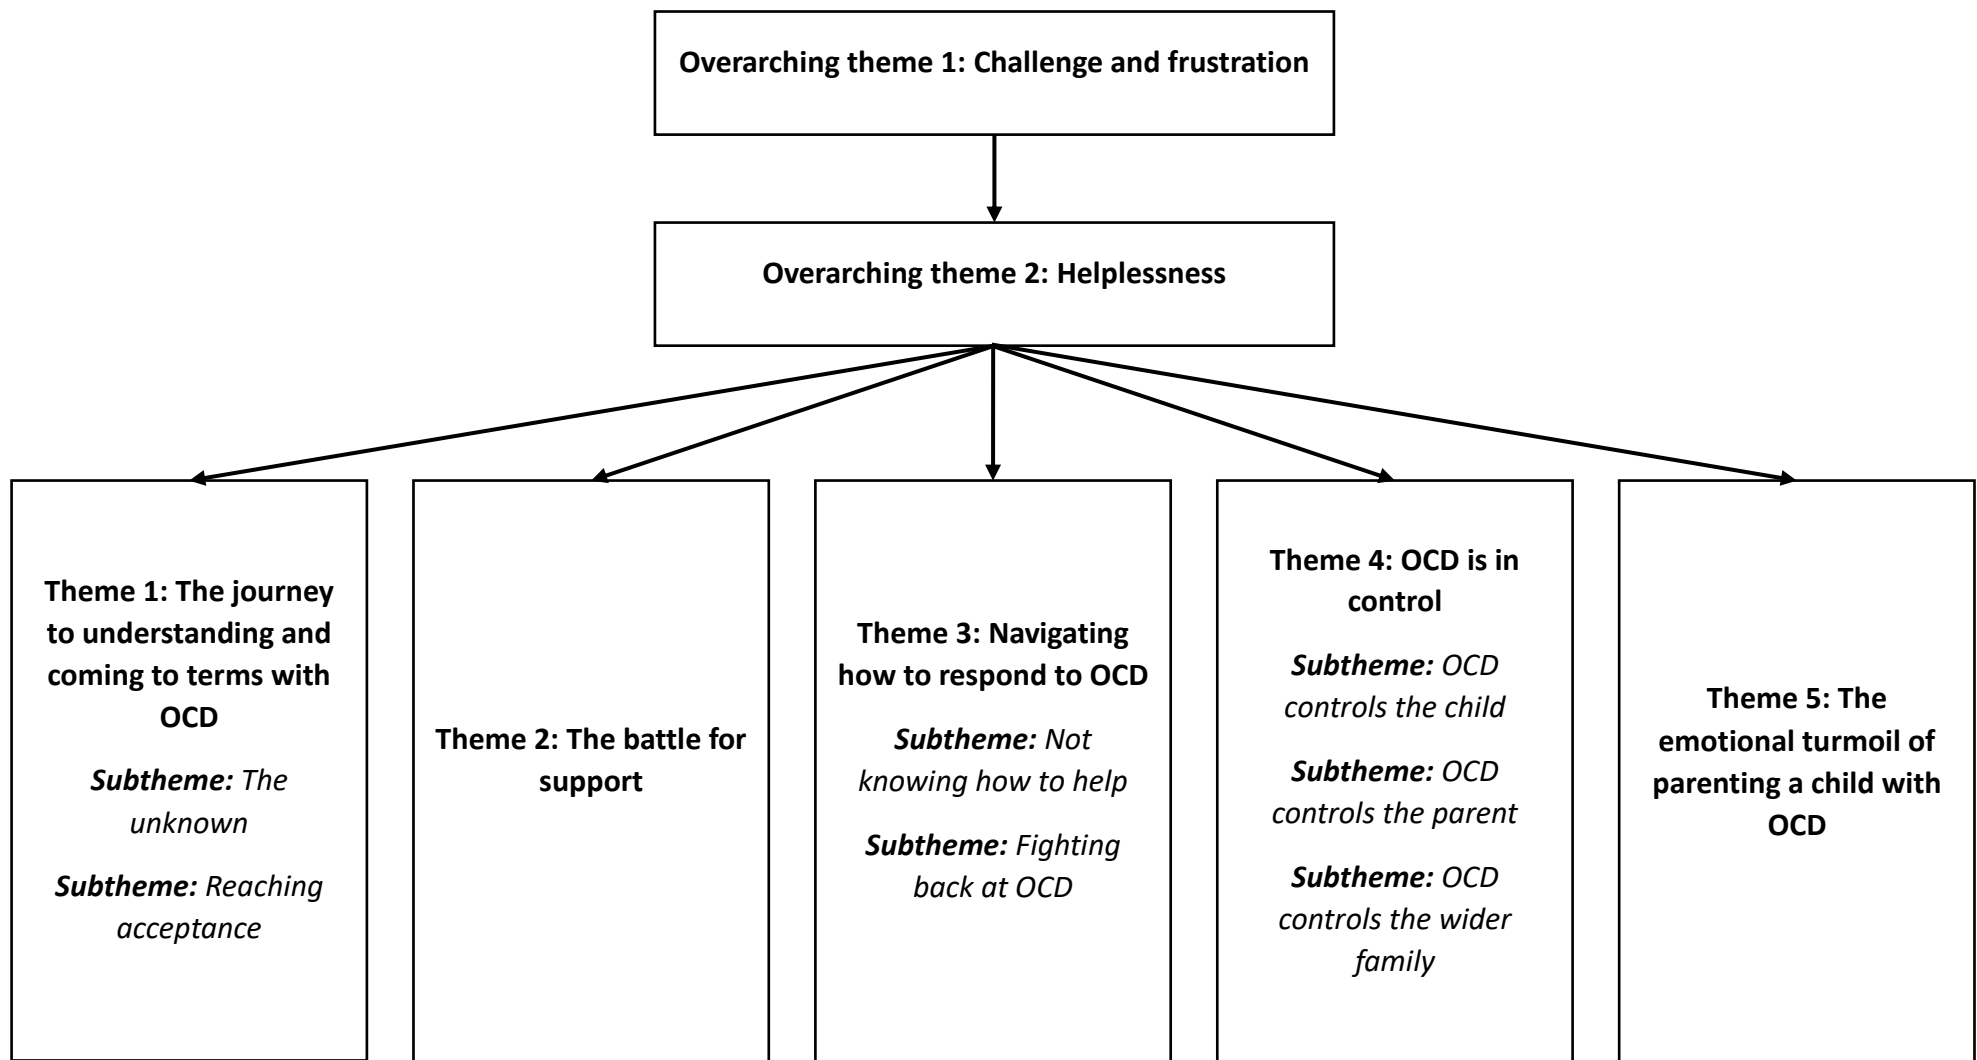 Overarching theme 1: Challenge and frustration
Overarching theme 2: Helplessness
Theme 1: The journey
to understanding and
coming to terms with
OCD
Subtheme: The
unknown
Subtheme: Reaching
acceptance
Theme 2: The battle for
support
Theme 3: Navigating
how to respond to OCD
Subtheme: Not
knowing how to help
Subtheme: Fighting
back at OCD
Theme 4: OCD is in
control
Subtheme: OCD
controls the child
Subtheme: OCD
controls the parent
Subtheme: OCD
controls the wider
family
Theme 5: The
emotional turmoil of
parenting a child with
OCD